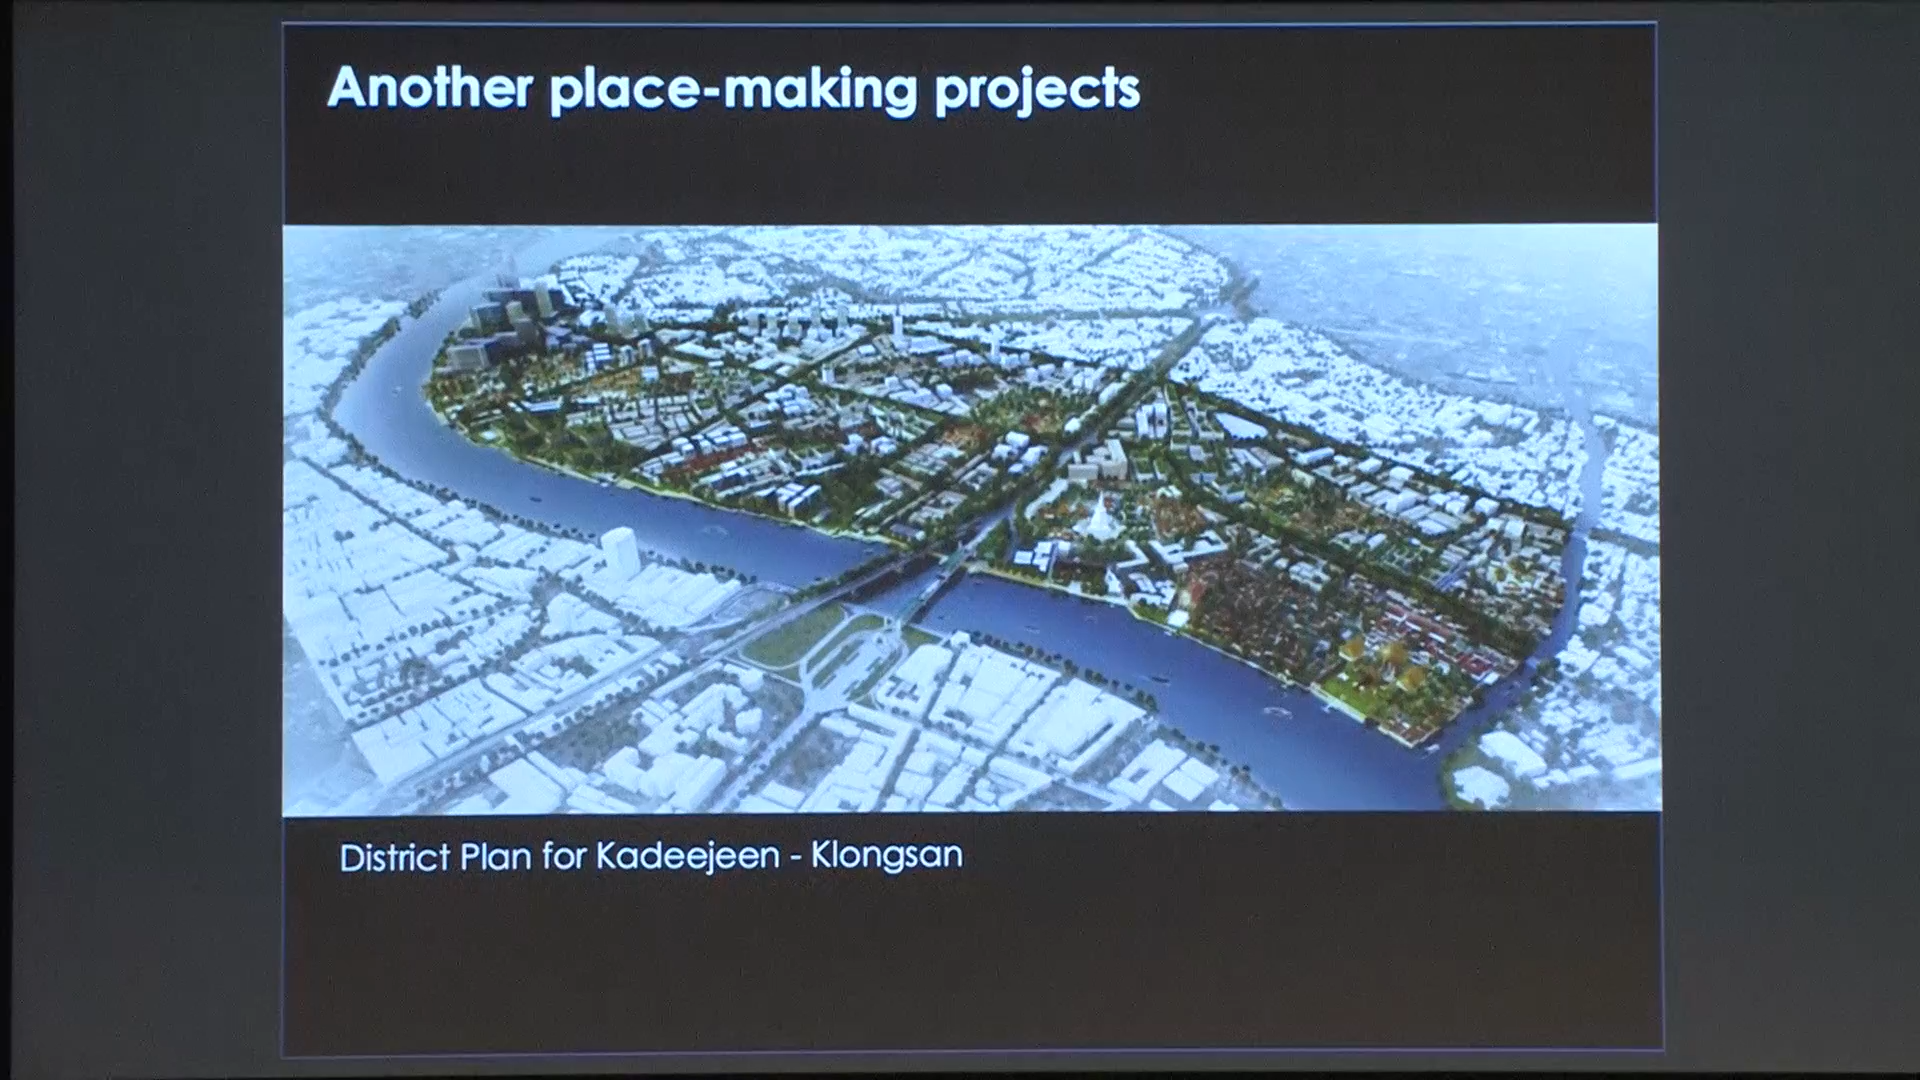 Another place-making projects
District Plan for Kadeejeen - Klongsan